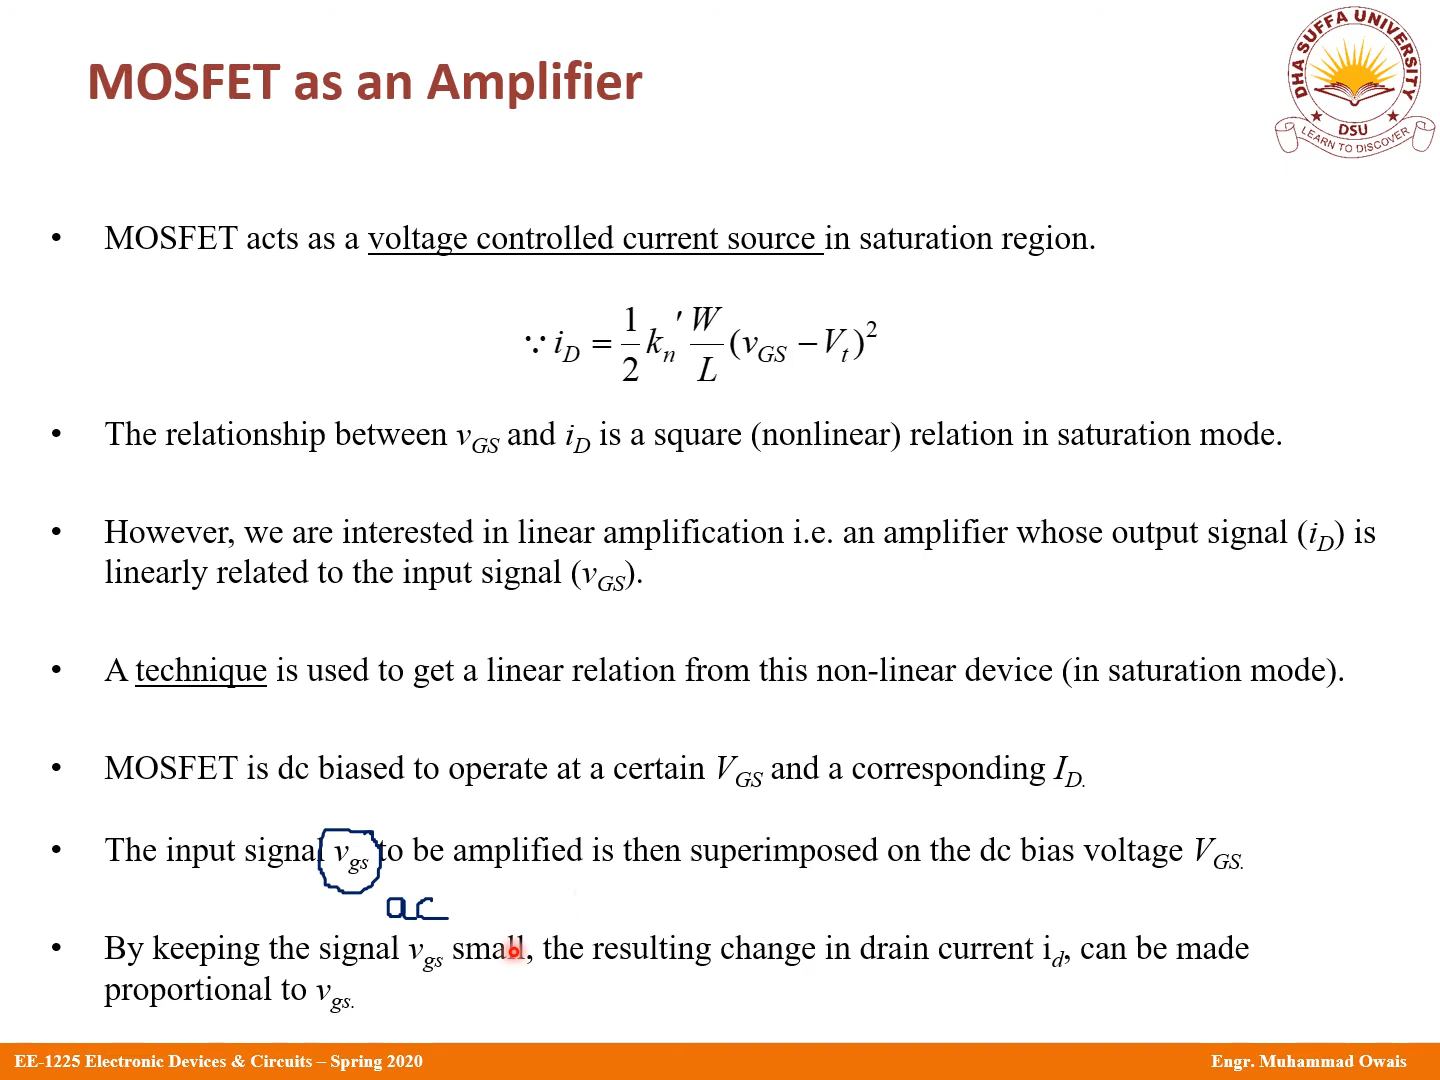 MOSFET as an Amplifier
DHA SUFFA UNIVERSITY
DSU
LEARN TO DISCOVER
• MOSFET acts as a voltage controlled current source in saturation region.
∵ i_D = 1/2 k_n' W/L (v_GS − V_t)^2
• The relationship between v_GS and i_D is a square (nonlinear) relation in saturation mode.
• However, we are interested in linear amplification i.e. an amplifier whose output signal (i_D) is
linearly related to the input signal (v_GS).
• A technique is used to get a linear relation from this non-linear device (in saturation mode).
• MOSFET is dc biased to operate at a certain V_GS and a corresponding I_D.
• The input signal v_gs to be amplified is then superimposed on the dc bias voltage V_GS.
ac
• By keeping the signal v_gs small, the resulting change in drain current i_d, can be made
proportional to v_gs.
EE-1225 Electronic Devices & Circuits – Spring 2020
Engr. Muhammad Owais